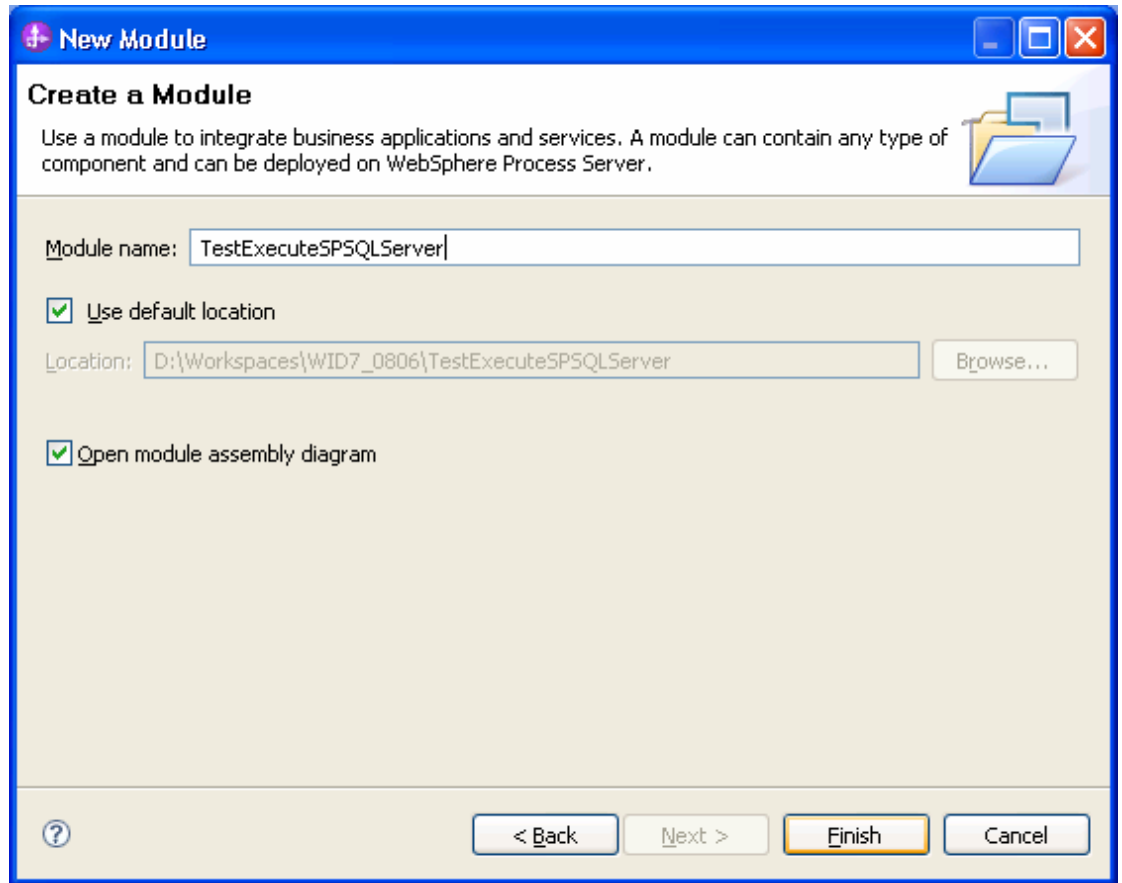 New Module
Create a Module
Use a module to integrate business applications and services. A module can contain any type of
component and can be deployed on WebSphere Process Server.
Module name: TestExecuteSPSQLServer
Use default location
Location: D:\Workspaces\WID7_0806\TestExecuteSPSQLServer Browse...
Open module assembly diagram
? < Back Next > Finish Cancel